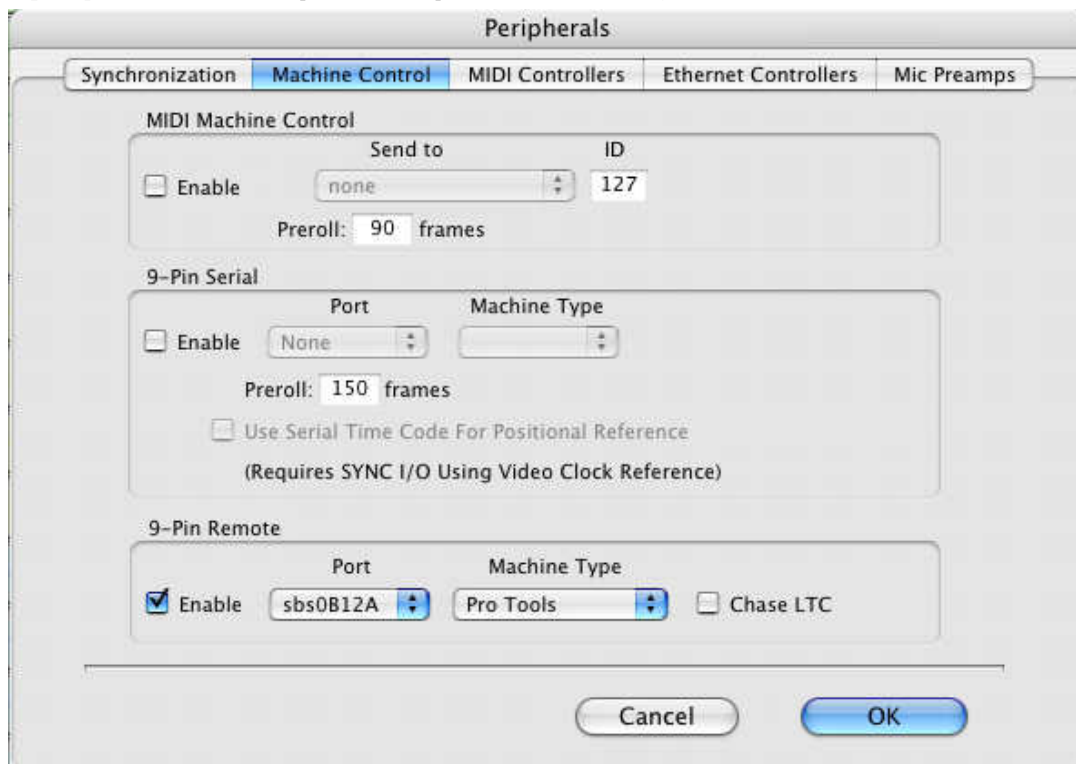 Peripherals
Synchronization Machine Control MIDI Controllers Ethernet Controllers Mic Preamps
MIDI Machine Control
Send to ID
Enable none 127
Preroll: 90 frames
9-Pin Serial
Port Machine Type
Enable None
Preroll: 150 frames
Use Serial Time Code For Positional Reference
(Requires SYNC I/O Using Video Clock Reference)
9-Pin Remote
Port Machine Type
Enable sbs0B12A Pro Tools Chase LTC
Cancel OK